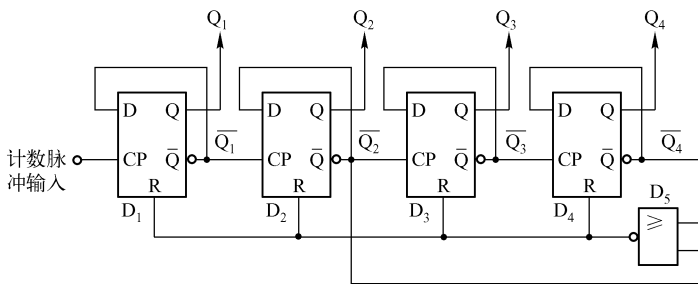 Q₁ Q₂ Q₃ Q₄
D Q D Q D Q D Q
计数脉
冲输入
CP Q̅ Q̅₁ CP Q̅ Q̅₂ CP Q̅ Q̅₃ CP Q̅ Q̅₄
R R R R
D₁ D₂ D₃ D₄ D₅
≥